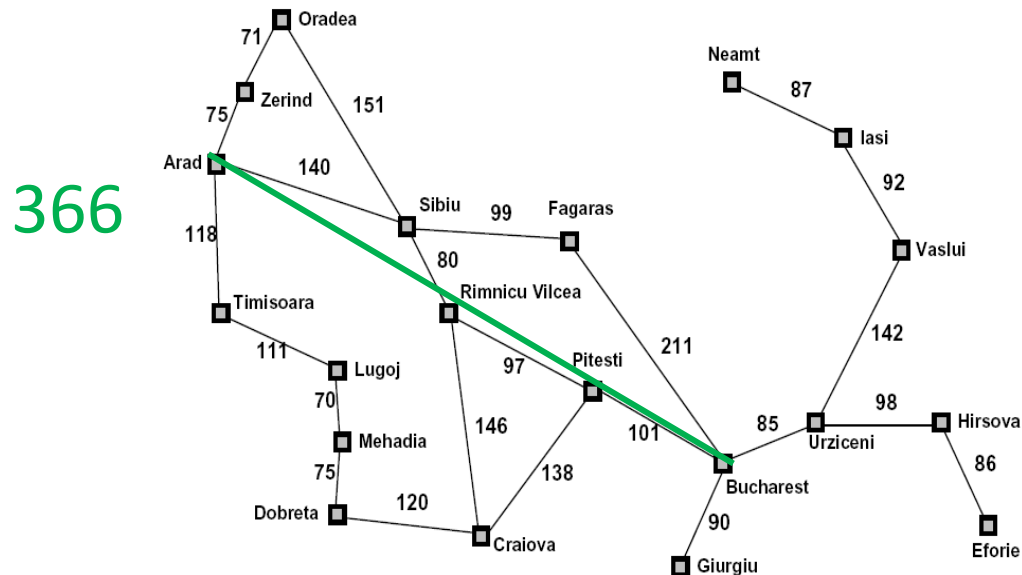 Oradea
71
Neamt
87
Zerind
151
75
Iasi
Arad
140
92
366
Sibiu
99
Fagaras
118
80
Vaslui
Rimnicu Vilcea
Timisoara
142
111
97
Pitesti
211
Lugoj
70
98
Hirsova
85
146
101
Mehadia
Urziceni
75
138
86
Bucharest
120
Dobreta
90
Craiova
Eforie
Giurgiu